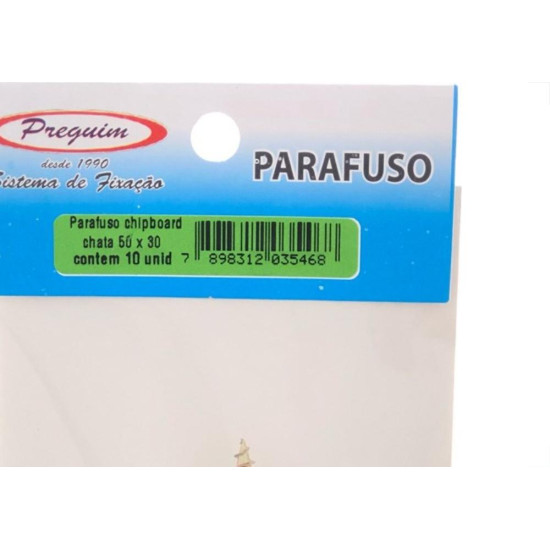 Preguim
desde 1990
Sistema de Fixação
PARAFUSO
Parafuso chipboard
chata 50 x 30
contem 10 unid
7 898312 035468